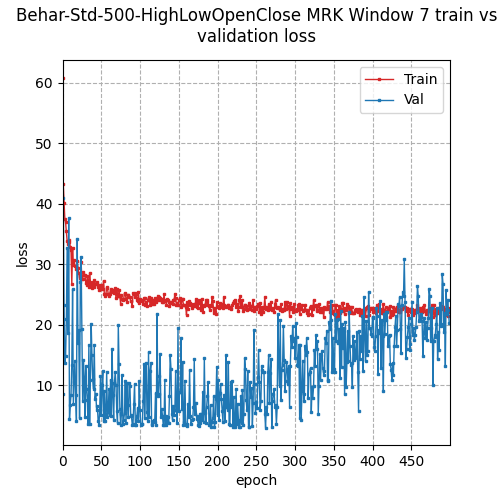 Behar-Std-500-HighLowOpenClose MRK Window 7 train vs
validation loss
60
50
40
30
20
10
loss
Train
Val
0 50 100 150 200 250 300 350 400 450
epoch